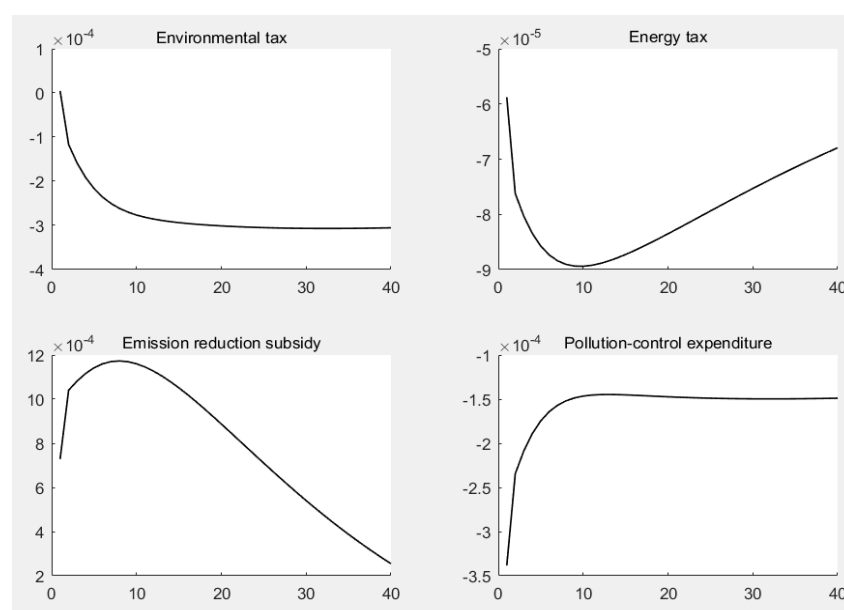 ×10⁻⁴ Environmental tax
1
0
-1
-2
-3
-4
0 10 20 30 40
×10⁻⁵ Energy tax
-5
-6
-7
-8
-9
0 10 20 30 40
×10⁻⁴ Emission reduction subsidy
12
10
8
6
4
2
0 10 20 30 40
×10⁻⁴ Pollution-control expenditure
-1
-1.5
-2
-2.5
-3
-3.5
0 10 20 30 40